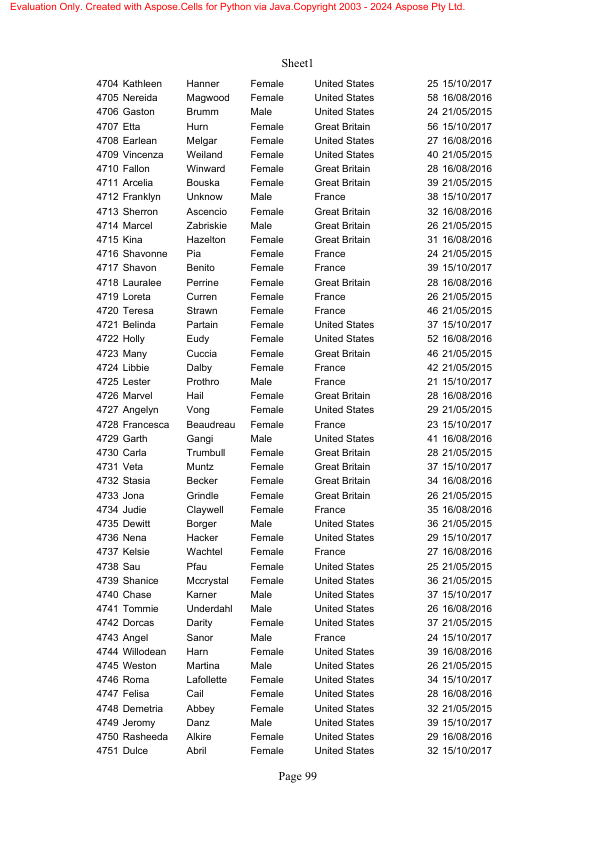 Evaluation Only. Created with Aspose.Cells for Python via Java.Copyright 2003 - 2024 Aspose Pty Ltd.
Sheet1
4704 Kathleen Hanner Female United States 25 15/10/2017
4705 Nereida Magwood Female United States 58 16/08/2016
4706 Gaston Brumm Male United States 24 21/05/2015
4707 Etta Hurn Female Great Britain 56 15/10/2017
4708 Earlean Melgar Female United States 27 16/08/2016
4709 Vincenza Weiland Female United States 40 21/05/2015
4710 Fallon Winward Female Great Britain 28 16/08/2016
4711 Arcelia Bouska Female Great Britain 39 21/05/2015
4712 Franklyn Unknow Male France 38 15/10/2017
4713 Sherron Ascencio Female Great Britain 32 16/08/2016
4714 Marcel Zabriskie Male Great Britain 26 21/05/2015
4715 Kina Hazelton Female Great Britain 31 16/08/2016
4716 Shavonne Pia Female France 24 21/05/2015
4717 Shavon Benito Female France 39 15/10/2017
4718 Lauralee Perrine Female Great Britain 28 16/08/2016
4719 Loreta Curren Female France 26 21/05/2015
4720 Teresa Strawn Female France 46 21/05/2015
4721 Belinda Partain Female United States 37 15/10/2017
4722 Holly Eudy Female United States 52 16/08/2016
4723 Many Cuccia Female Great Britain 46 21/05/2015
4724 Libbie Dalby Female France 42 21/05/2015
4725 Lester Prothro Male France 21 15/10/2017
4726 Marvel Hail Female Great Britain 28 16/08/2016
4727 Angelyn Vong Female United States 29 21/05/2015
4728 Francesca Beaudreau Female France 23 15/10/2017
4729 Garth Gangi Male United States 41 16/08/2016
4730 Carla Trumbull Female Great Britain 28 21/05/2015
4731 Veta Muntz Female Great Britain 37 15/10/2017
4732 Stasia Becker Female Great Britain 34 16/08/2016
4733 Jona Grindle Female Great Britain 26 21/05/2015
4734 Judie Claywell Female France 35 16/08/2016
4735 Dewitt Borger Male United States 36 21/05/2015
4736 Nena Hacker Female United States 29 15/10/2017
4737 Kelsie Wachtel Female France 27 16/08/2016
4738 Sau Pfau Female United States 25 21/05/2015
4739 Shanice Mccrystal Female United States 36 21/05/2015
4740 Chase Karner Male United States 37 15/10/2017
4741 Tommie Underdahl Male United States 26 16/08/2016
4742 Dorcas Darity Female United States 37 21/05/2015
4743 Angel Sanor Male France 24 15/10/2017
4744 Willodean Harn Female United States 39 16/08/2016
4745 Weston Martina Male United States 26 21/05/2015
4746 Roma Lafollette Female United States 34 15/10/2017
4747 Felisa Cail Female United States 28 16/08/2016
4748 Demetria Abbey Female United States 32 21/05/2015
4749 Jeromy Danz Male United States 39 15/10/2017
4750 Rasheeda Alkire Female United States 29 16/08/2016
4751 Dulce Abril Female United States 32 15/10/2017
Page 99